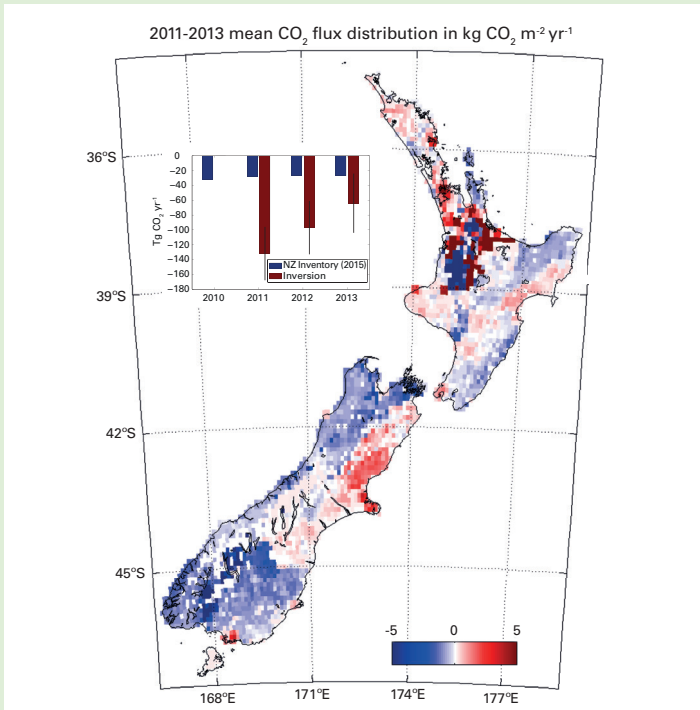 2011-2013 mean CO₂ flux distribution in kg CO₂ m⁻² yr⁻¹
36°S
39°S
42°S
45°S
Tg CO₂ yr⁻¹
0
−20
−40
−60
−80
−100
−120
−140
−160
−180
NZ Inventory (2015)
Inversion
2010 2011 2012 2013
-5 0 5
168°E 171°E 174°E 177°E